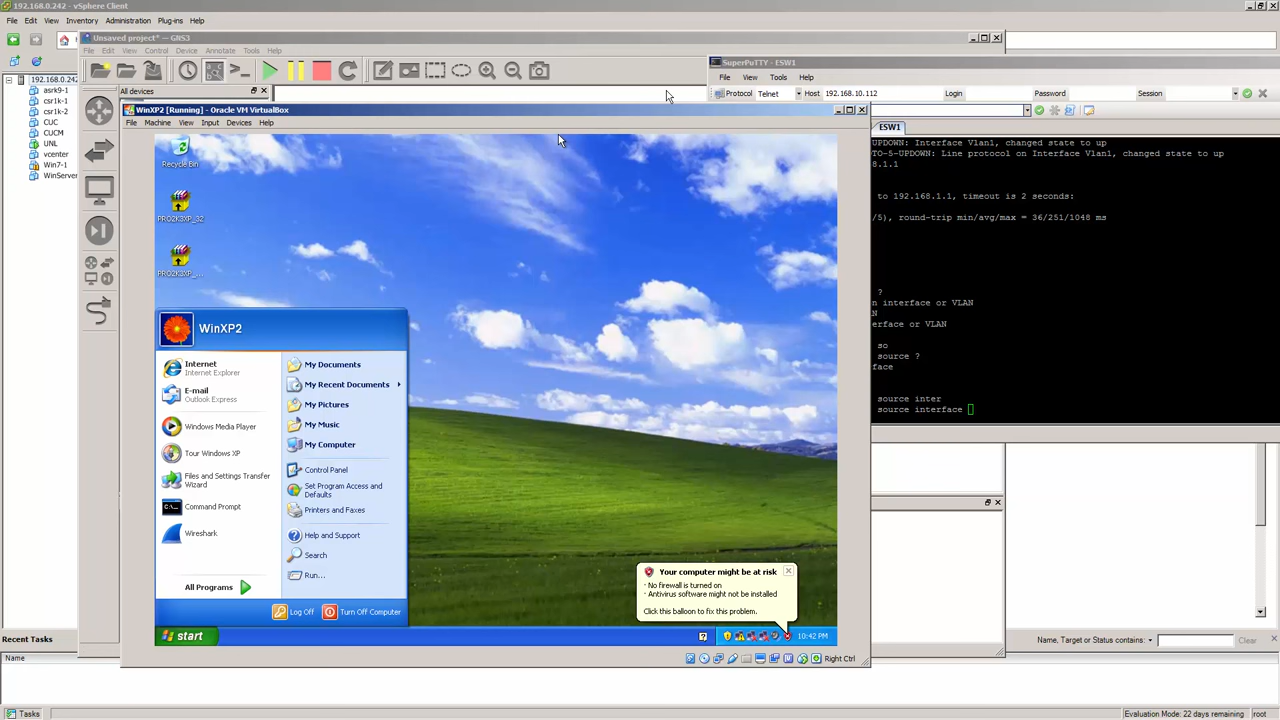 192.168.0.242 - vSphere Client
File Edit View Inventory Administration Plug-ins Help
192.168.0.242
asrk9-1
csr1k-1
csr1k-2
CUC
CUCM
UNL
vcenter
Win7-1
WinServer
Unsaved project* — GNS3
File Edit View Control Device Annotate Tools Help
All devices
SuperPuTTY - ESW1
File View Tools Help
Protocol Telnet Host 192.168.10.112 Login Password Session
ESW1
UPDOWN: Interface Vlan1, changed state to up
TO-5-UPDOWN: Line protocol on Interface Vlan1, changed state to up
8.1.1
to 192.168.1.1, timeout is 2 seconds:
/5), round-trip min/avg/max = 36/251/1048 ms
?
n interface or VLAN
N
erface or VLAN
so
source ?
face
source inter
source interface
WinXP2 [Running] - Oracle VM VirtualBox
File Machine View Input Devices Help
Recycle Bin
PRO2K3XP_32
PRO2K3XP_...
WinXP2
Internet
Internet Explorer
E-mail
Outlook Express
Windows Media Player
Tour Windows XP
Files and Settings Transfer
Wizard
Command Prompt
Wireshark
All Programs
My Documents
My Recent Documents
My Pictures
My Music
My Computer
Control Panel
Set Program Access and
Defaults
Printers and Faxes
Help and Support
Search
Run...
Log Off Turn Off Computer
Your computer might be at risk
· No firewall is turned on
· Antivirus software might not be installed
Click this balloon to fix this problem.
start
10:42 PM
Right Ctrl
Recent Tasks
Name
Name, Target or Status contains: Clear
Tasks
Evaluation Mode: 22 days remaining root